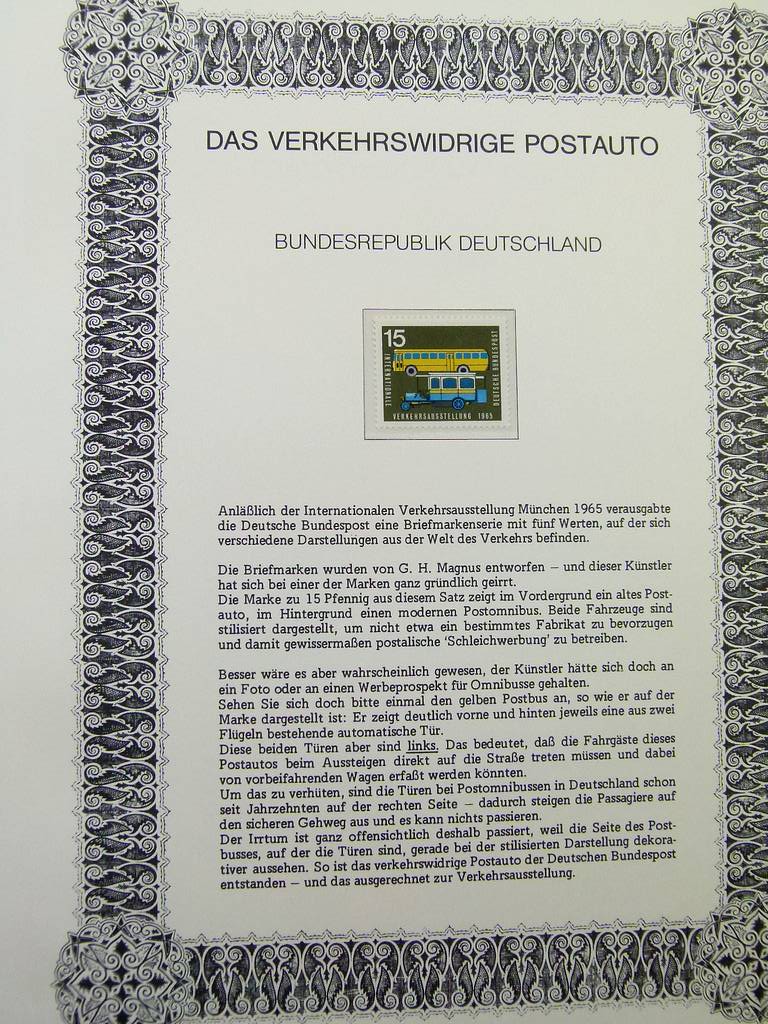 DAS VERKEHRSWIDRIGE POSTAUTO
BUNDESREPUBLIK DEUTSCHLAND
15
INTERNATIONALE
VERKEHRSAUSSTELLUNG 1965
DEUTSCHE BUNDESPOST
Anläßlich der Internationalen Verkehrsausstellung München 1965 verausgabte
die Deutsche Bundespost eine Briefmarkenserie mit fünf Werten, auf der sich
verschiedene Darstellungen aus der Welt des Verkehrs befinden.
Die Briefmarken wurden von G. H. Magnus entworfen – und dieser Künstler
hat sich bei einer der Marken ganz gründlich geirrt.
Die Marke zu 15 Pfennig aus diesem Satz zeigt im Vordergrund ein altes Post-
auto, im Hintergrund einen modernen Postomnibus. Beide Fahrzeuge sind
stilisiert dargestellt, um nicht etwa ein bestimmtes Fabrikat zu bevorzugen
und damit gewissermaßen postalische 'Schleichwerbung' zu betreiben.
Besser wäre es aber wahrscheinlich gewesen, der Künstler hätte sich doch an
ein Foto oder an einen Werbeprospekt für Omnibusse gehalten.
Sehen Sie sich doch bitte einmal den gelben Postbus an, so wie er auf der
Marke dargestellt ist: Er zeigt deutlich vorne und hinten jeweils eine aus zwei
Flügeln bestehende automatische Tür.
Diese beiden Türen aber sind links. Das bedeutet, daß die Fahrgäste dieses
Postautos beim Aussteigen direkt auf die Straße treten müssen und dabei
von vorbeifahrenden Wagen erfaßt werden könnten.
Um das zu verhüten, sind die Türen bei Postomnibussen in Deutschland schon
seit Jahrzehnten auf der rechten Seite – dadurch steigen die Passagiere auf
den sicheren Gehweg aus und es kann nichts passieren.
Der Irrtum ist ganz offensichtlich deshalb passiert, weil die Seite des Post-
busses, auf der die Türen sind, gerade bei der stilisierten Darstellung dekora-
tiver aussehen. So ist das verkehrswidrige Postauto der Deutschen Bundespost
entstanden – und das ausgerechnet zur Verkehrsausstellung.